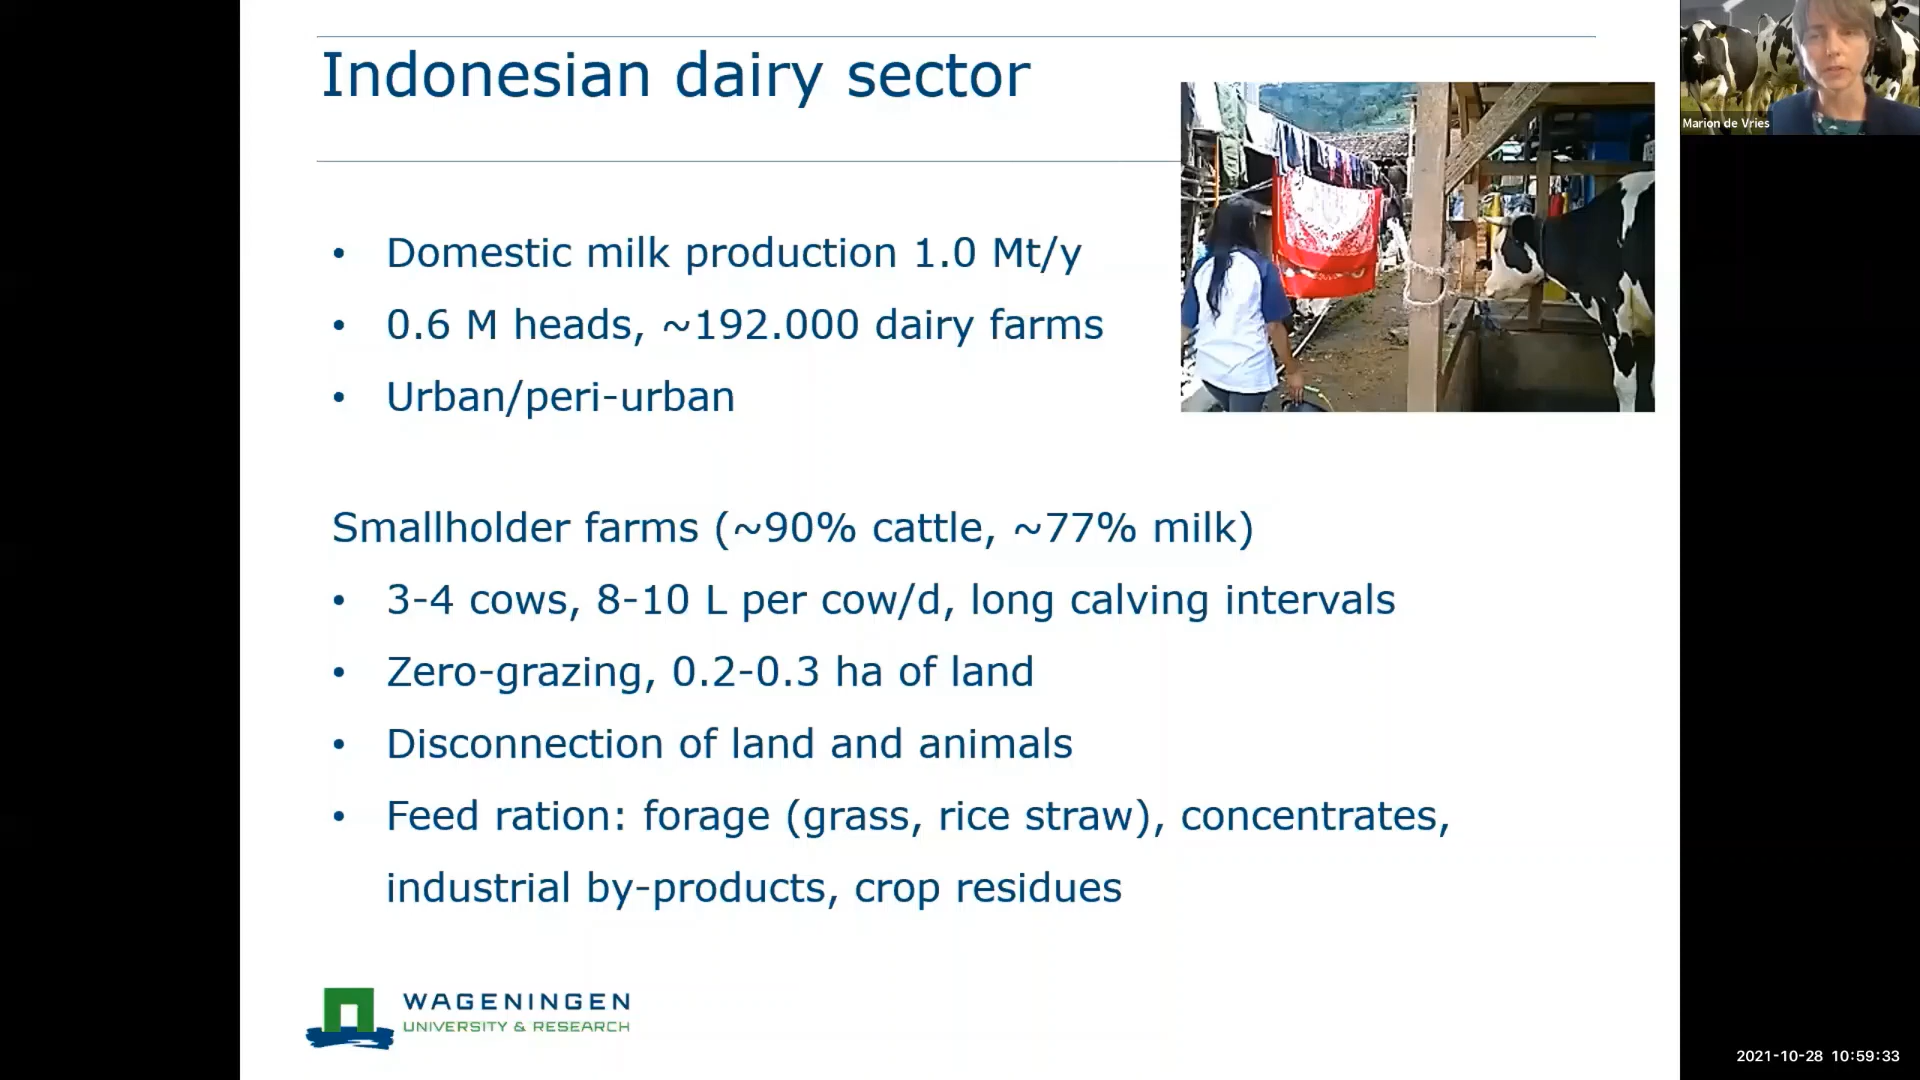 Indonesian dairy sector
Marion de Vries
• Domestic milk production 1.0 Mt/y
• 0.6 M heads, ~192.000 dairy farms
• Urban/peri-urban
Smallholder farms (~90% cattle, ~77% milk)
• 3-4 cows, 8-10 L per cow/d, long calving intervals
• Zero-grazing, 0.2-0.3 ha of land
• Disconnection of land and animals
• Feed ration: forage (grass, rice straw), concentrates,
industrial by-products, crop residues
WAGENINGEN
UNIVERSITY & RESEARCH
2021-10-28 10:59:33